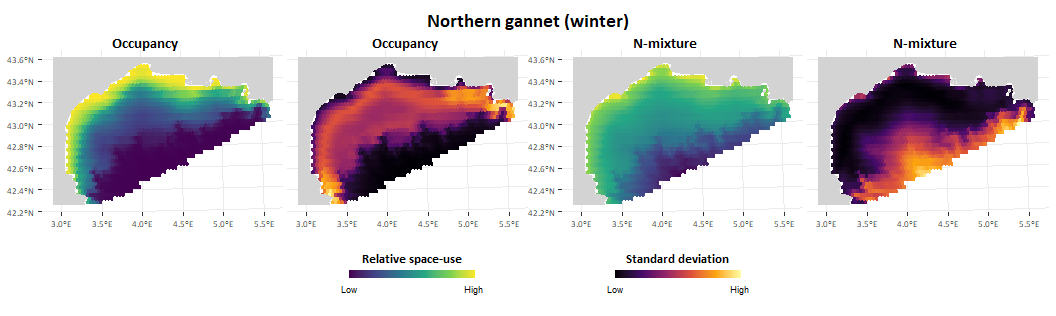 Northern gannet (winter)
Occupancy Occupancy N-mixture N-mixture
43.6°N
43.4°N
43.2°N
43.0°N
42.8°N
42.6°N
42.4°N
42.2°N
3.0°E 3.5°E 4.0°E 4.5°E 5.0°E 5.5°E
3.0°E 3.5°E 4.0°E 4.5°E 5.0°E 5.5°E
43.6°N
43.4°N
43.2°N
43.0°N
42.8°N
42.6°N
42.4°N
42.2°N
3.0°E 3.5°E 4.0°E 4.5°E 5.0°E 5.5°E
3.0°E 3.5°E 4.0°E 4.5°E 5.0°E 5.5°E
Relative space-use
Low High
Standard deviation
Low High